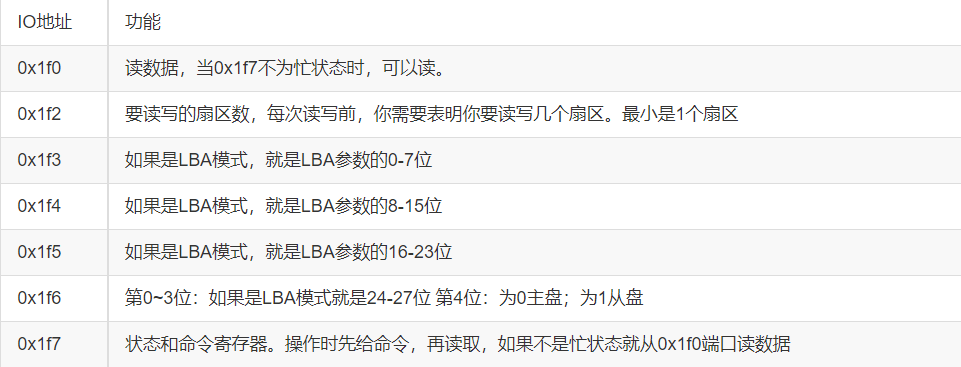 IO地址 功能
0x1f0 读数据，当0x1f7不为忙状态时，可以读。
0x1f2 要读写的扇区数，每次读写前，你需要表明你要读写几个扇区。最小是1个扇区
0x1f3 如果是LBA模式，就是LBA参数的0-7位
0x1f4 如果是LBA模式，就是LBA参数的8-15位
0x1f5 如果是LBA模式，就是LBA参数的16-23位
0x1f6 第0~3位：如果是LBA模式就是24-27位 第4位：为0主盘；为1从盘
0x1f7 状态和命令寄存器。操作时先给命令，再读取，如果不是忙状态就从0x1f0端口读数据